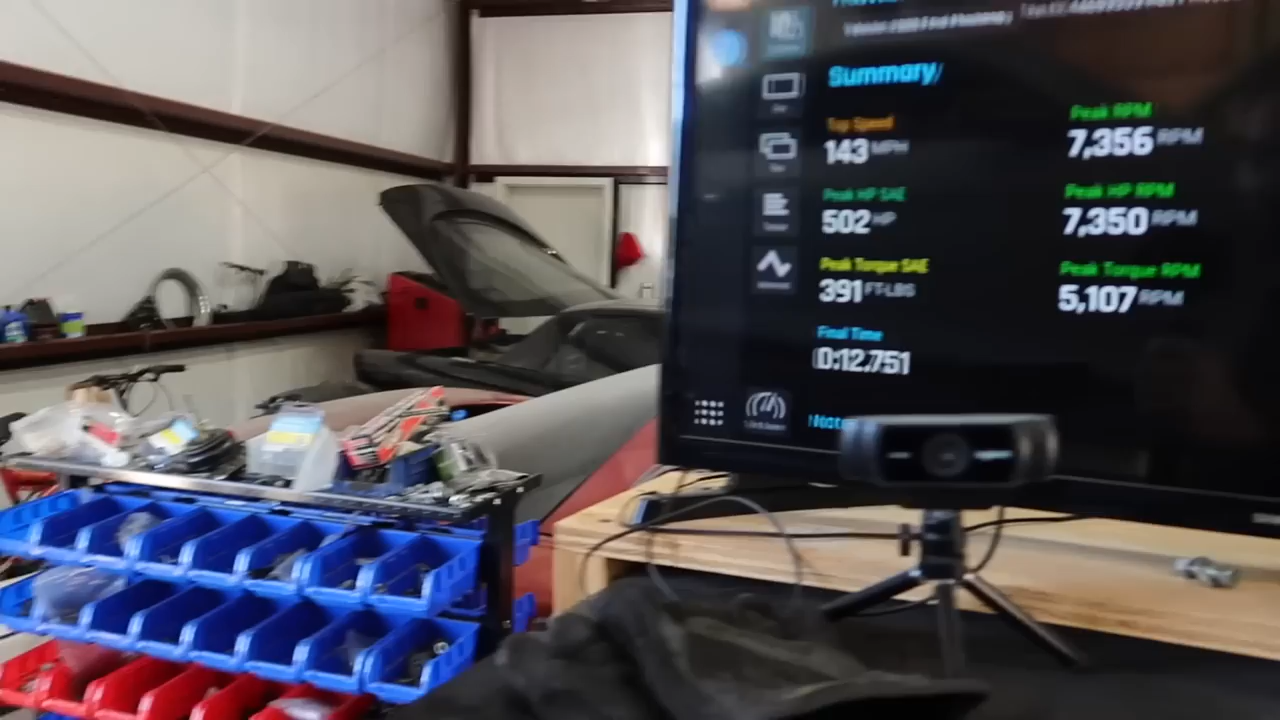 Summary/
Top Speed
143 MPH
Peak RPM
7,356 RPM
Peak HP SAE
502 HP
Peak HP RPM
7,350 RPM
Peak Torque SAE
391 FT-LBS
Peak Torque RPM
5,107 RPM
Final Time
0:12.751